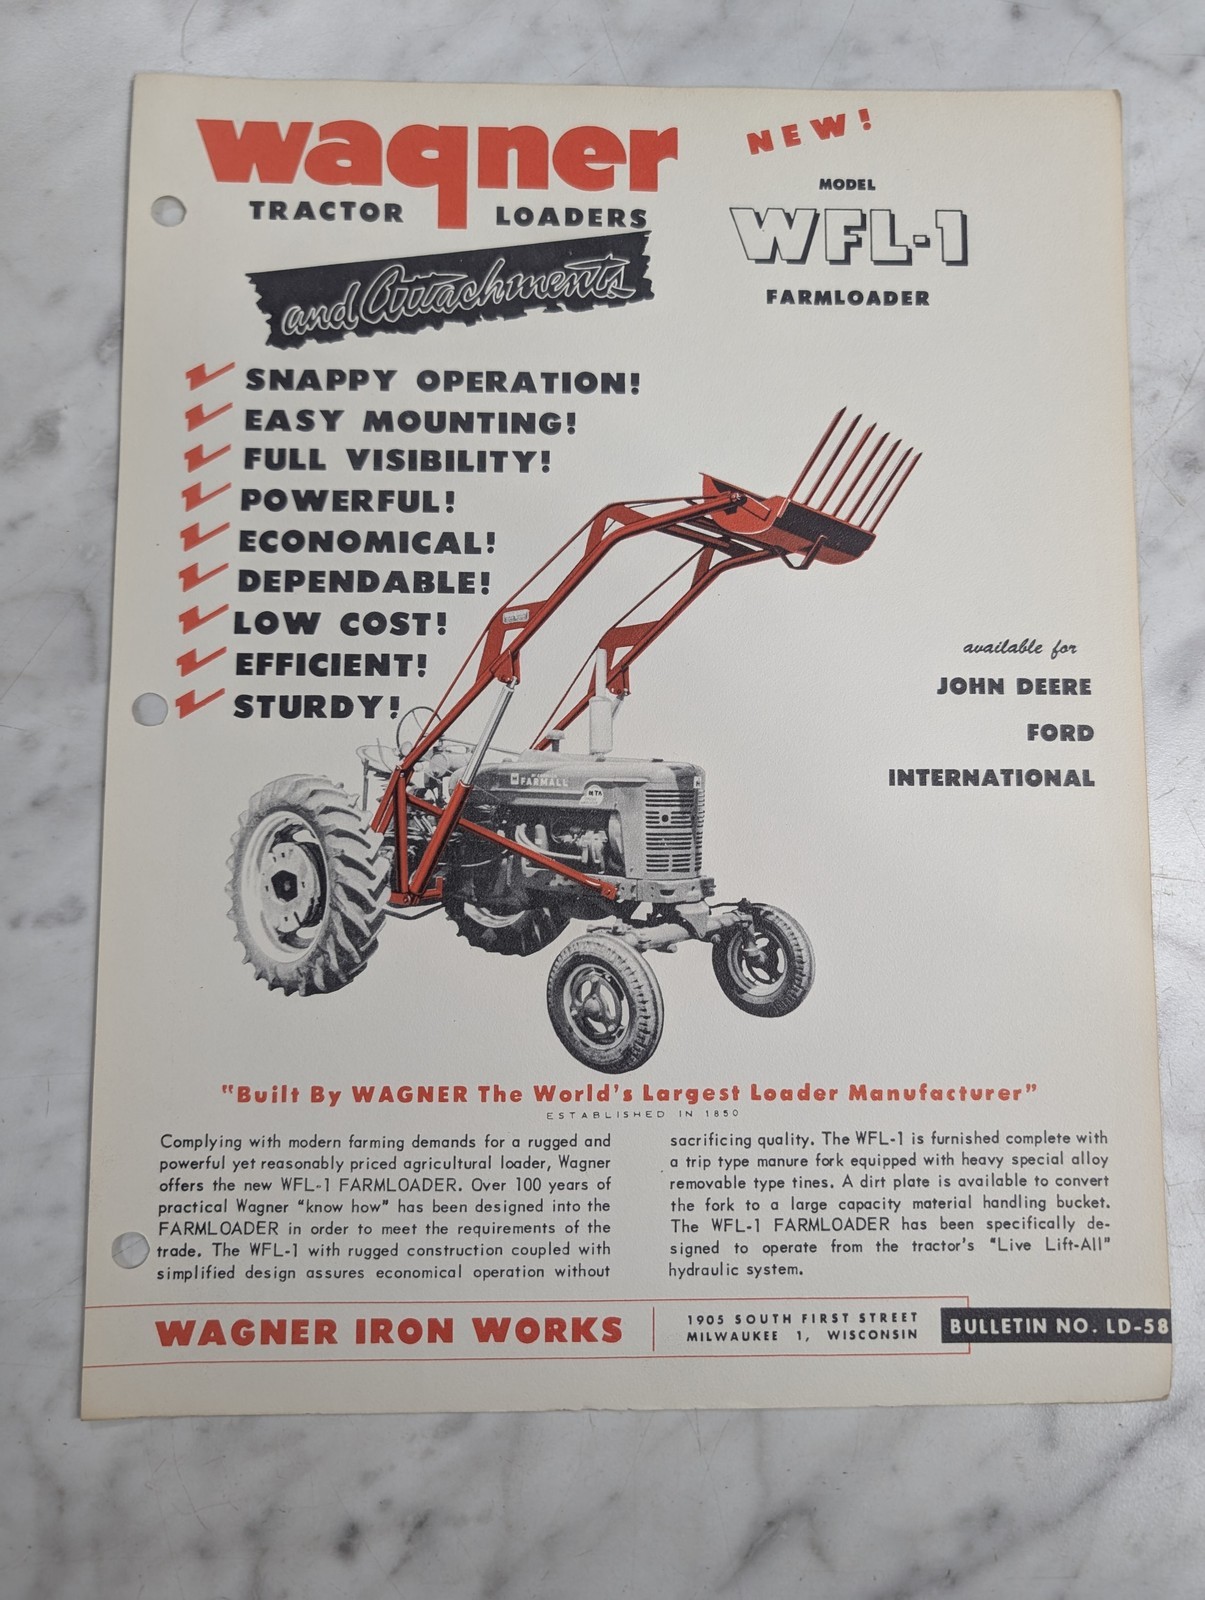 wagner
TRACTOR LOADERS
and Attachments
NEW!
MODEL
WFL-1
FARMLOADER
SNAPPY OPERATION!
EASY MOUNTING!
FULL VISIBILITY!
POWERFUL!
ECONOMICAL!
DEPENDABLE!
LOW COST!
EFFICIENT!
STURDY!
available for
JOHN DEERE
FORD
INTERNATIONAL
FARMALL
"Built By WAGNER The World's Largest Loader Manufacturer"
ESTABLISHED IN 1850
Complying with modern farming demands for a rugged and
powerful yet reasonably priced agricultural loader, Wagner
offers the new WFL-1 FARMLOADER. Over 100 years of
practical Wagner "know how" has been designed into the
FARMLOADER in order to meet the requirements of the
trade. The WFL-1 with rugged construction coupled with
simplified design assures economical operation without
sacrificing quality. The WFL-1 is furnished complete with
a trip type manure fork equipped with heavy special alloy
removable type tines. A dirt plate is available to convert
the fork to a large capacity material handling bucket.
The WFL-1 FARMLOADER has been specifically de-
signed to operate from the tractor's "Live Lift-All"
hydraulic system.
WAGNER IRON WORKS
1905 SOUTH FIRST STREET
MILWAUKEE 1, WISCONSIN
BULLETIN NO. LD-58